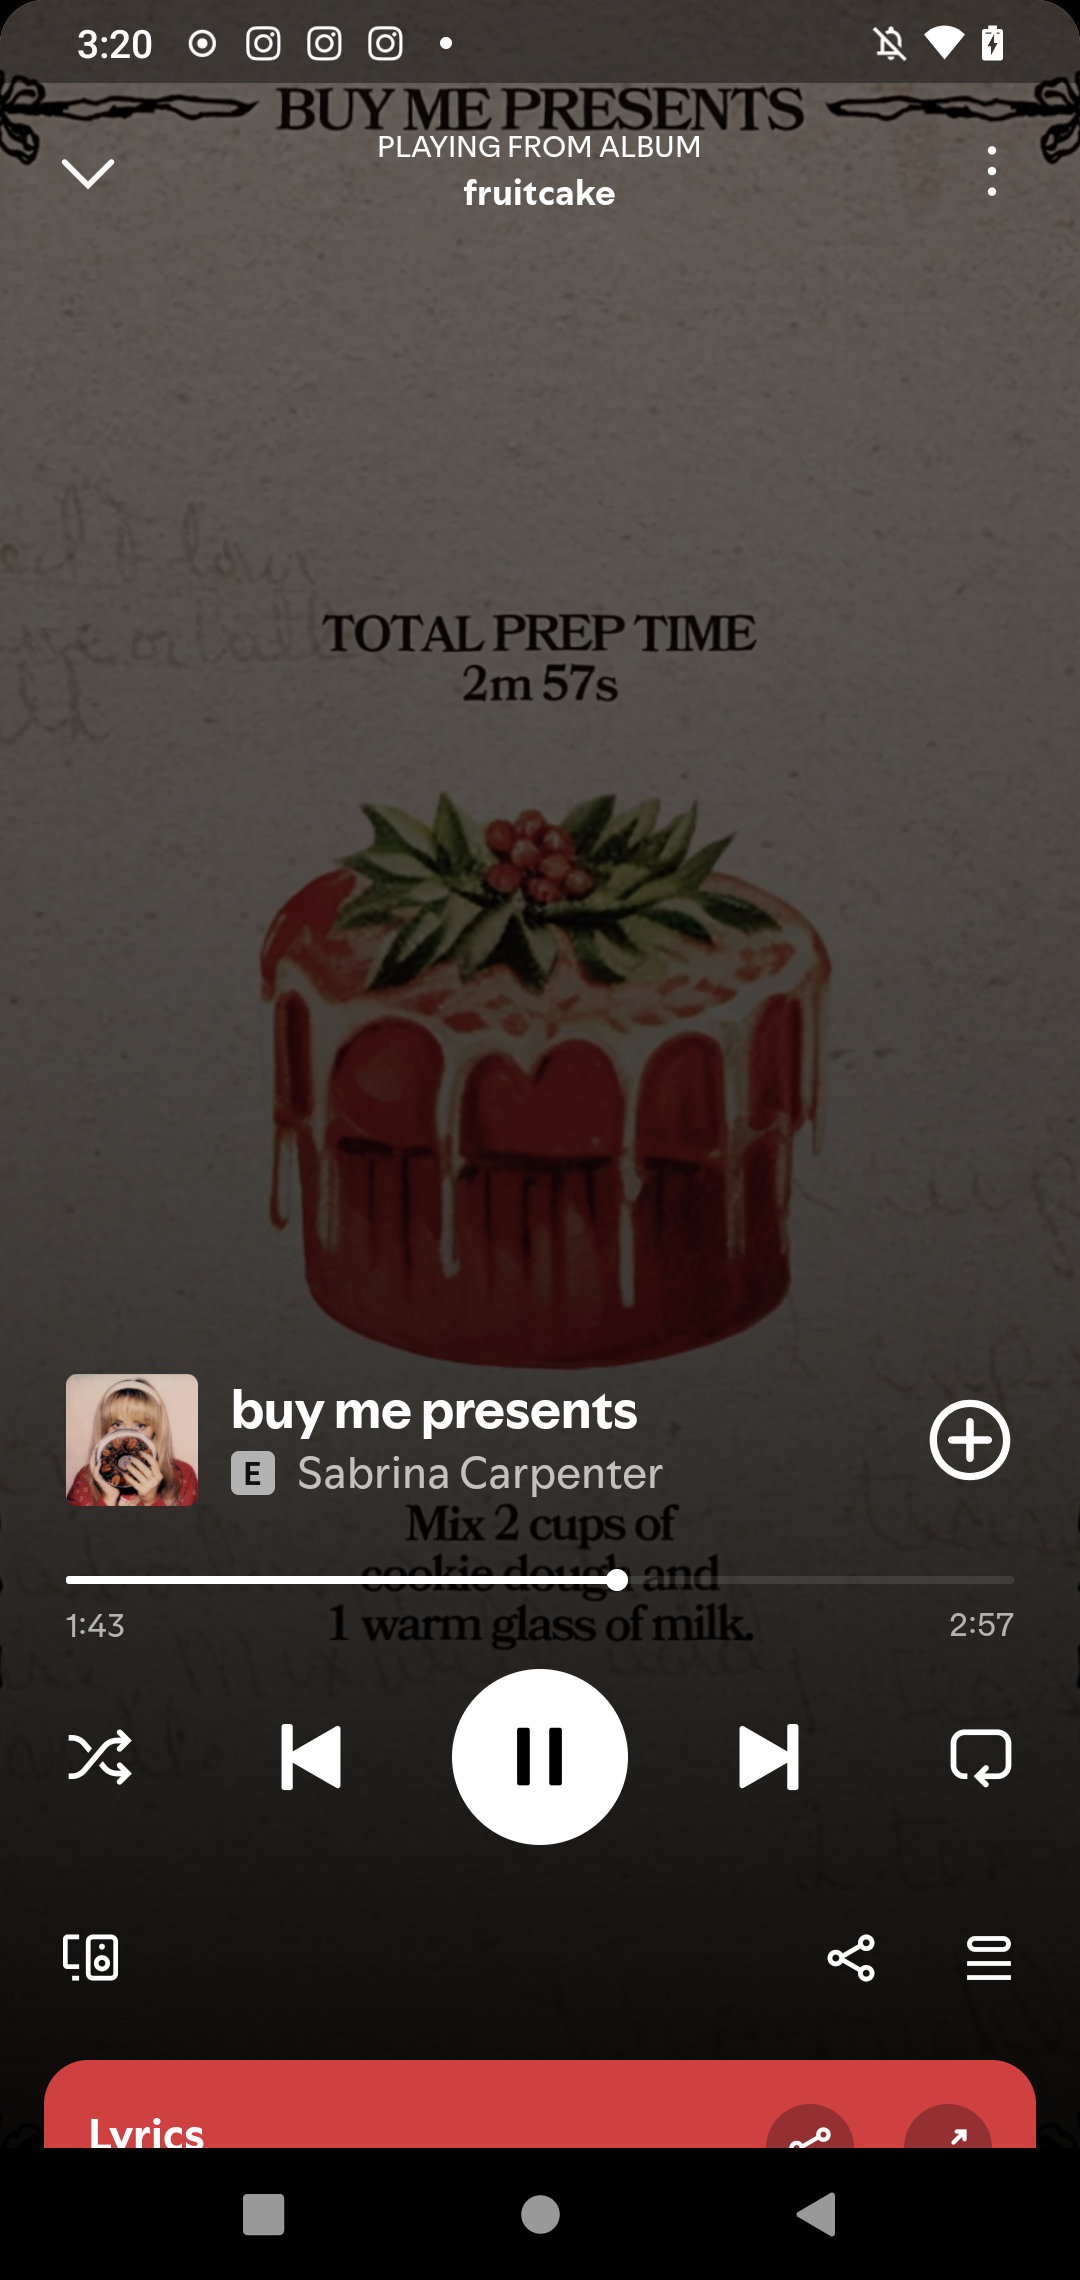 3:20
BUY ME PRESENTS
PLAYING FROM ALBUM
fruitcake
TOTAL PREP TIME
2m 57s
buy me presents
E Sabrina Carpenter
Mix 2 cups of
cookie dough and
1:43
1 warm glass of milk.
2:57
Lyrics